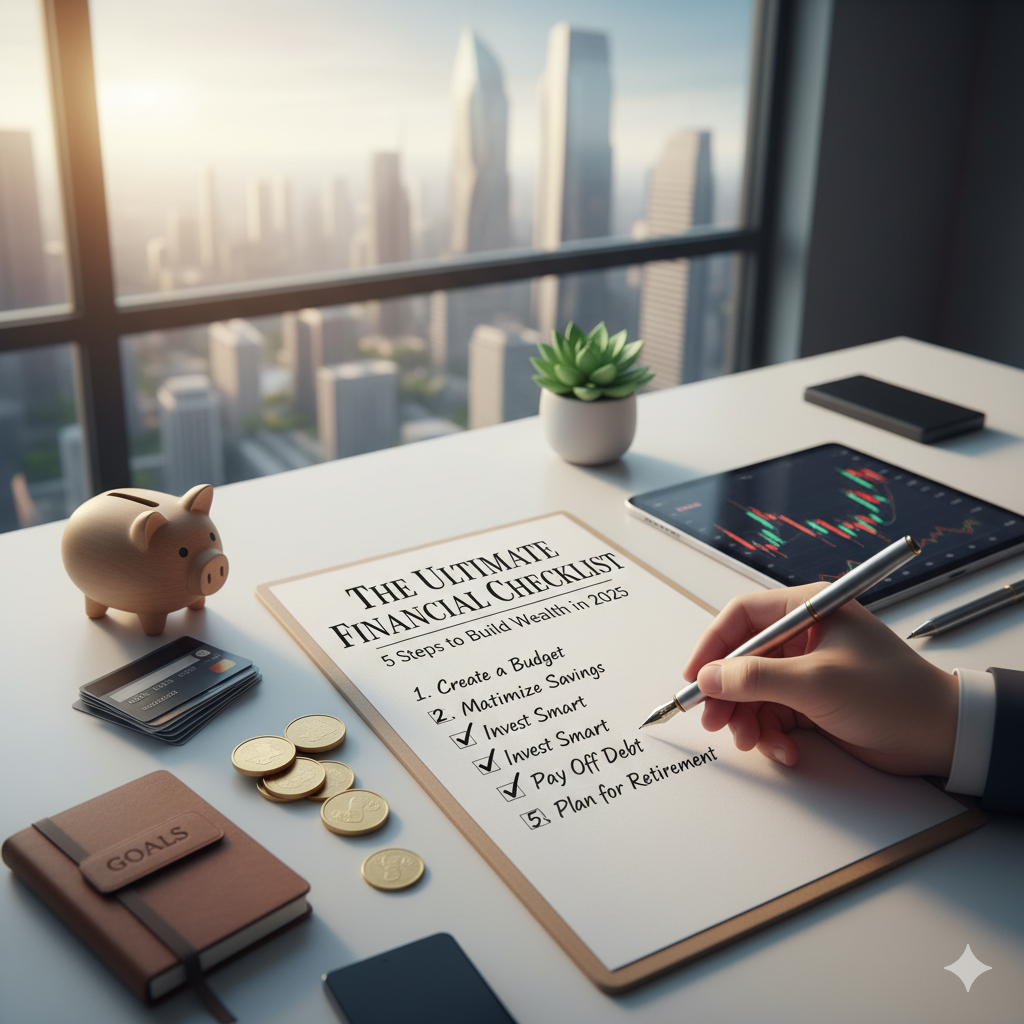 THE ULTIMATE
FINANCIAL CHECKLIST
5 Steps to Build Wealth in 2025
1. Create a Budget
2. Matimize Savings
Invest Smart
Invest Smart
Pay Off Debt
5. Plan for Retirement
GOALS